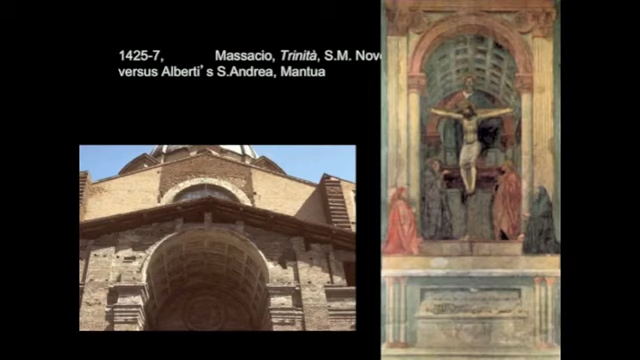 1425-7, Massacio, Trinità, S.M. Nove
versus Alberti's S.Andrea, Mantua